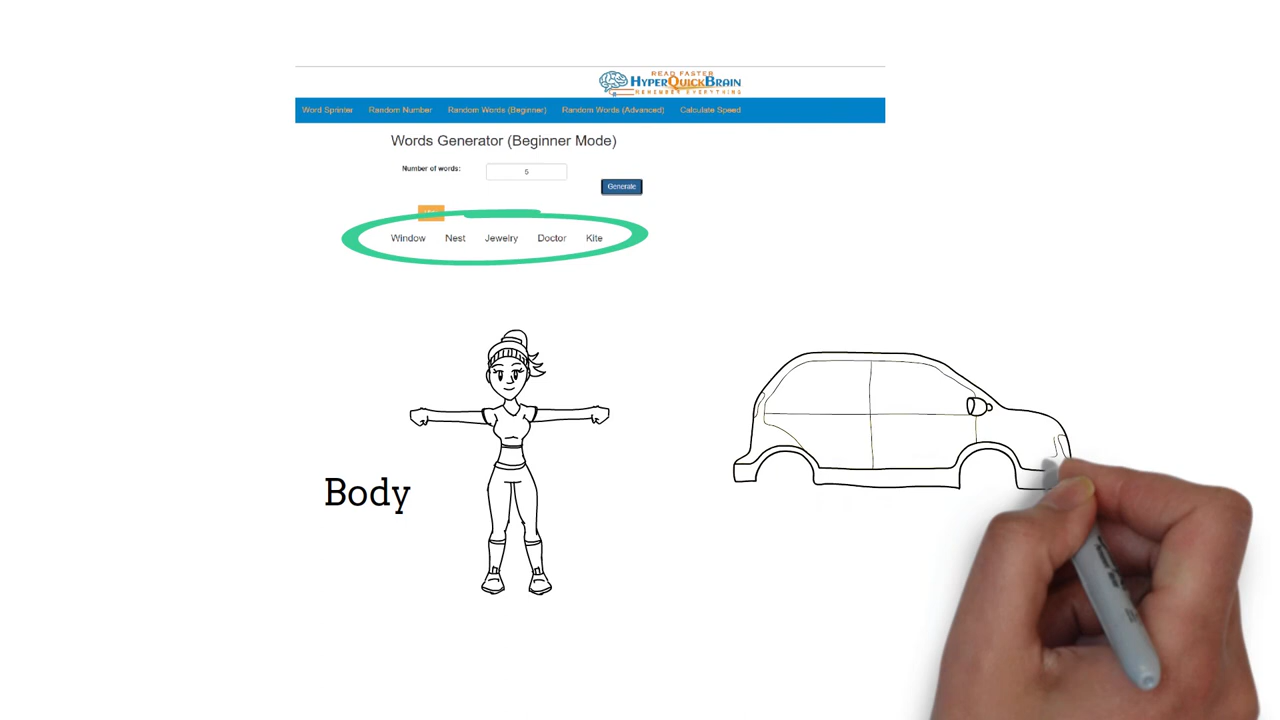 READ FASTER
HYPERQUICKBRAIN
REMEMBER EVERYTHING
Word Sprinter Random Number Random Words (Beginner) Random Words (Advanced) Calculate Speed
Words Generator (Beginner Mode)
Number of words: 5
Generate
Window Nest Jewelry Doctor Kite
Body